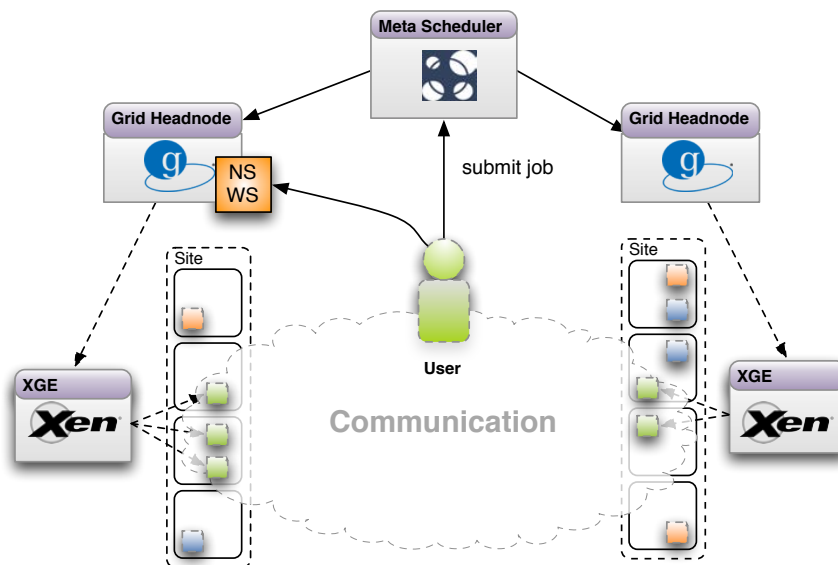 Meta Scheduler
Grid Headnode
g
NS
WS
submit job
Grid Headnode
g
Site
Site
User
XGE
Xen
XGE
Xen
Communication